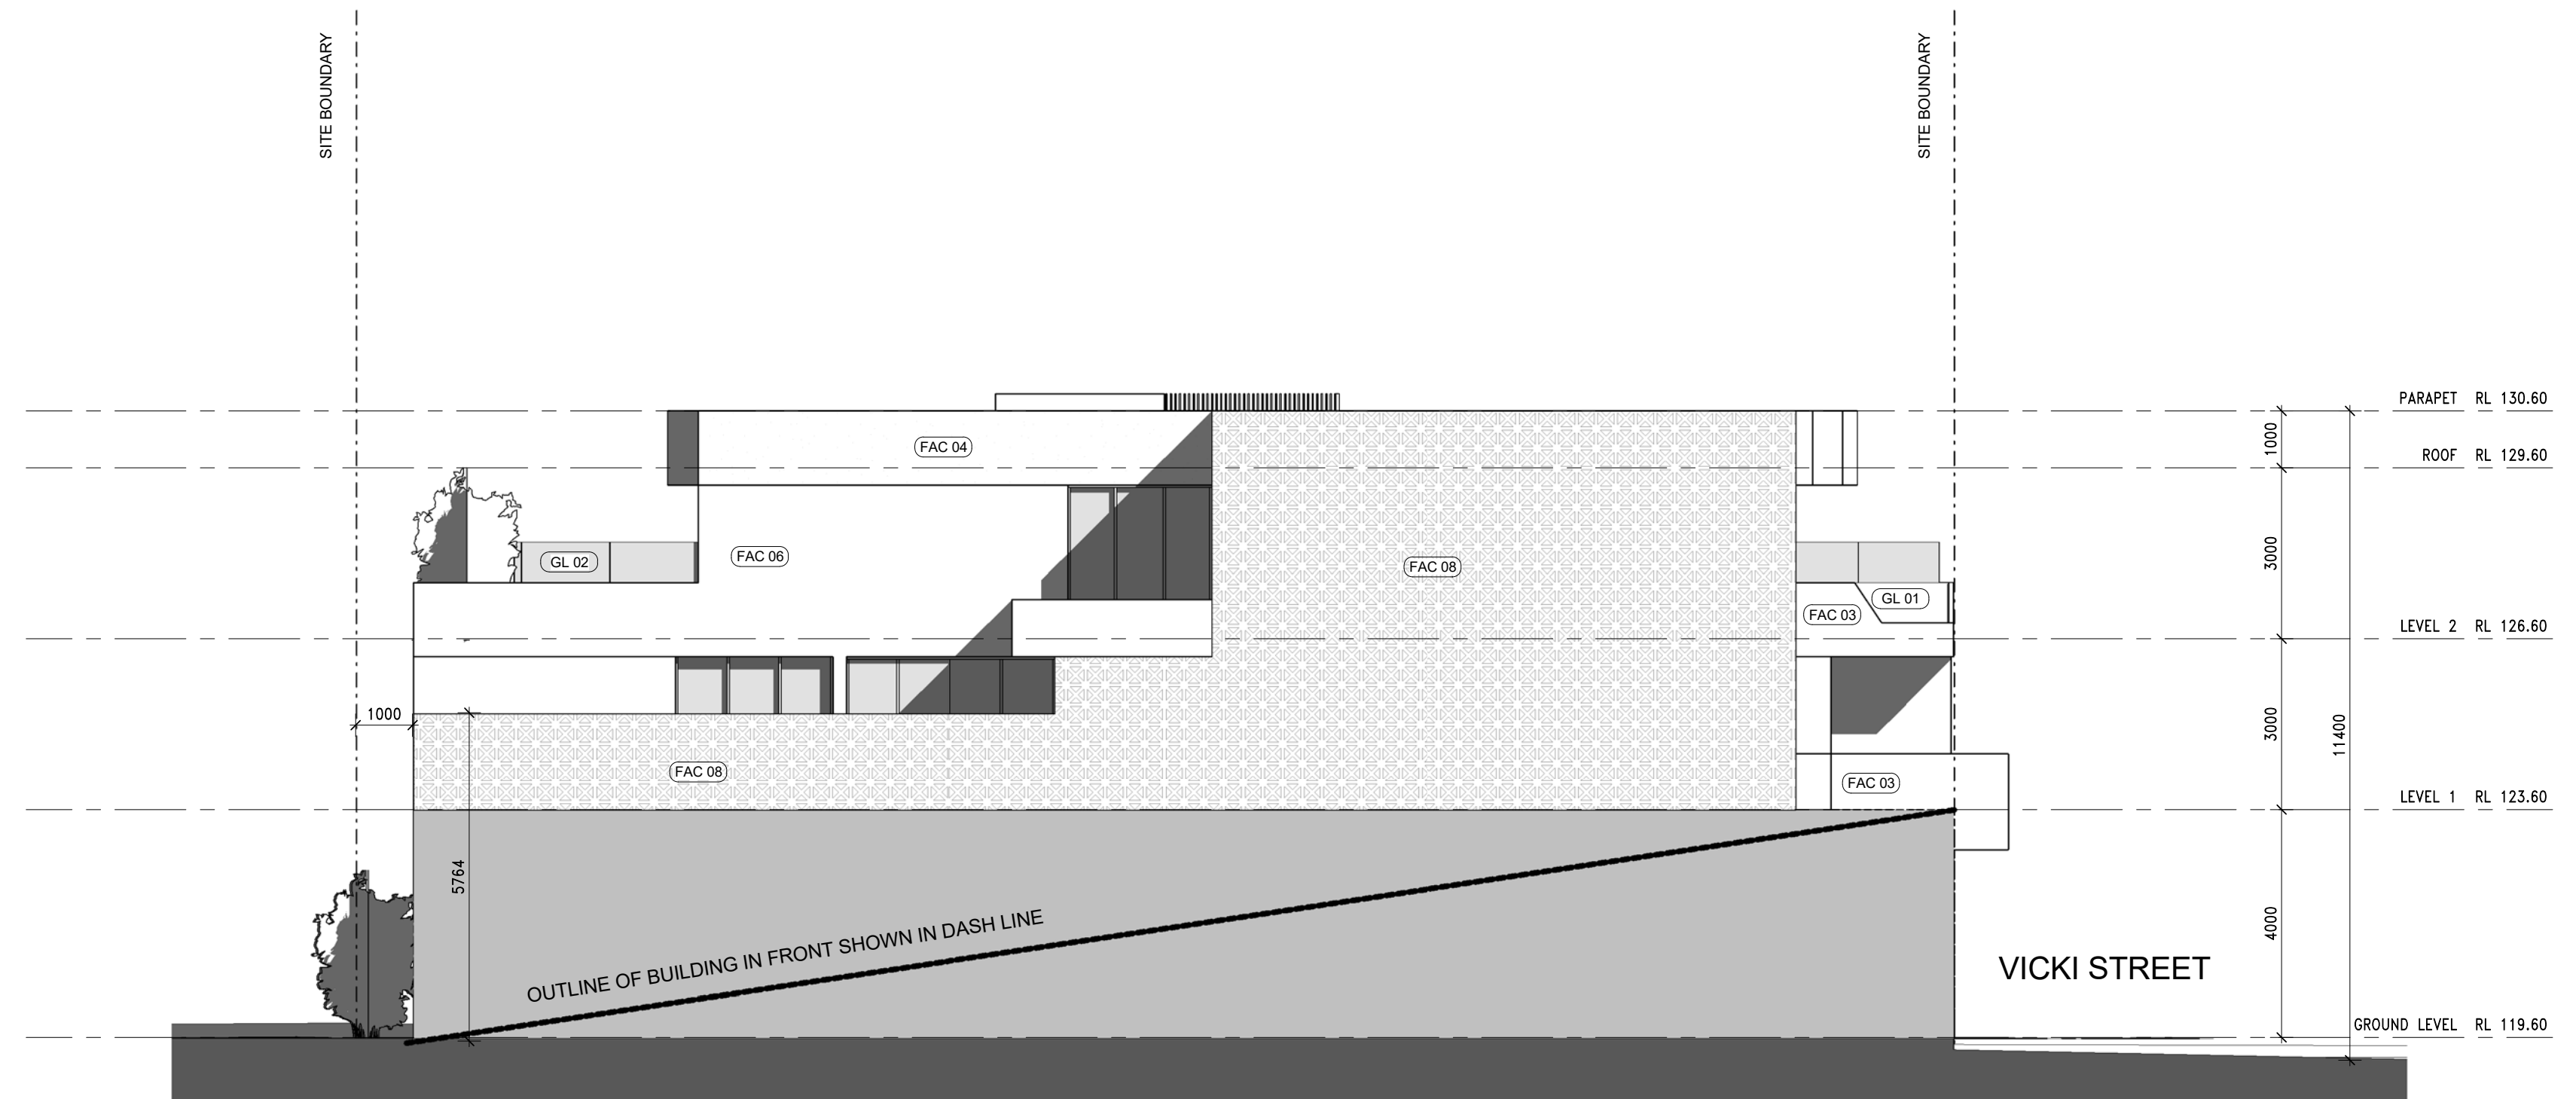 SITE BOUNDARY
SITE BOUNDARY
PARAPET RL 130.60
FAC 04
1000
ROOF RL 129.60
GL 02
FAC 06
FAC 08
3000
GL 01
FAC 03
LEVEL 2 RL 126.60
1000
3000
11400
FAC 08
FAC 03
LEVEL 1 RL 123.60
5764
4000
OUTLINE OF BUILDING IN FRONT SHOWN IN DASH LINE
VICKI STREET
GROUND LEVEL RL 119.60